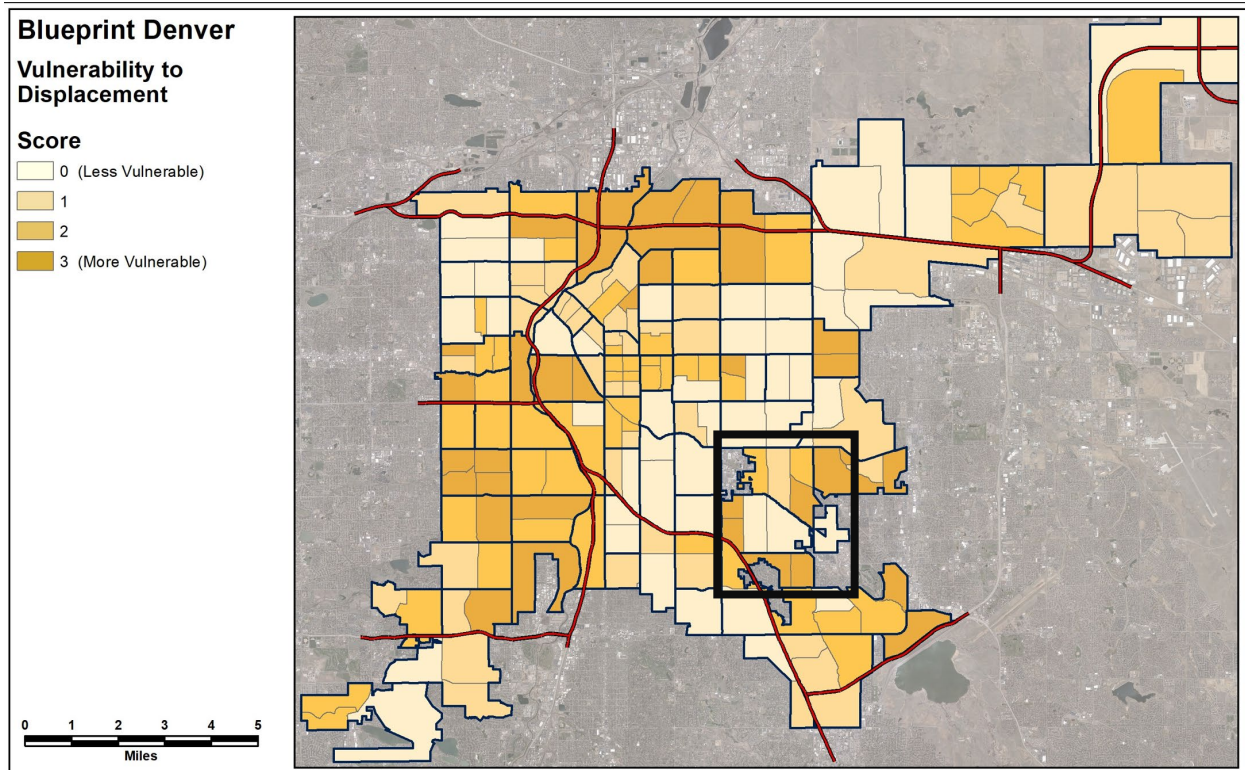 Blueprint Denver
Vulnerability to
Displacement
Score
0 (Less Vulnerable)
1
2
3 (More Vulnerable)
0 1 2 3 4 5
Miles